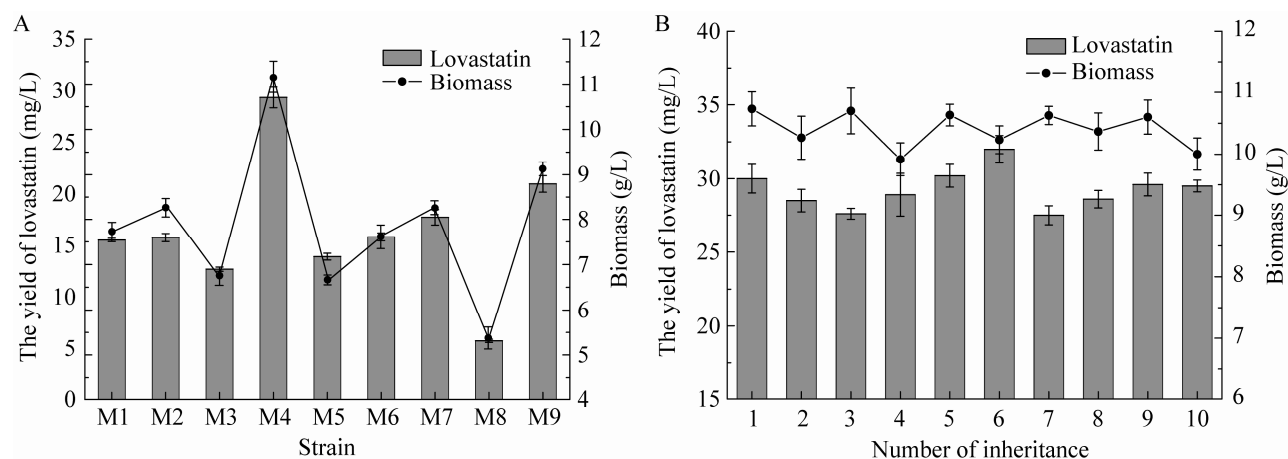 A
The yield of lovastatin (mg/L)
35
30
25
20
15
10
5
0
Lovastatin
Biomass
12
11
10
9
8
7
6
5
4
Biomass (g/L)
M1 M2 M3 M4 M5 M6 M7 M8 M9
Strain
B
The yield of lovastatin (mg/L)
40
35
30
25
20
15
Lovastatin
Biomass
12
11
10
9
8
7
6
Biomass (g/L)
1 2 3 4 5 6 7 8 9 10
Number of inheritance